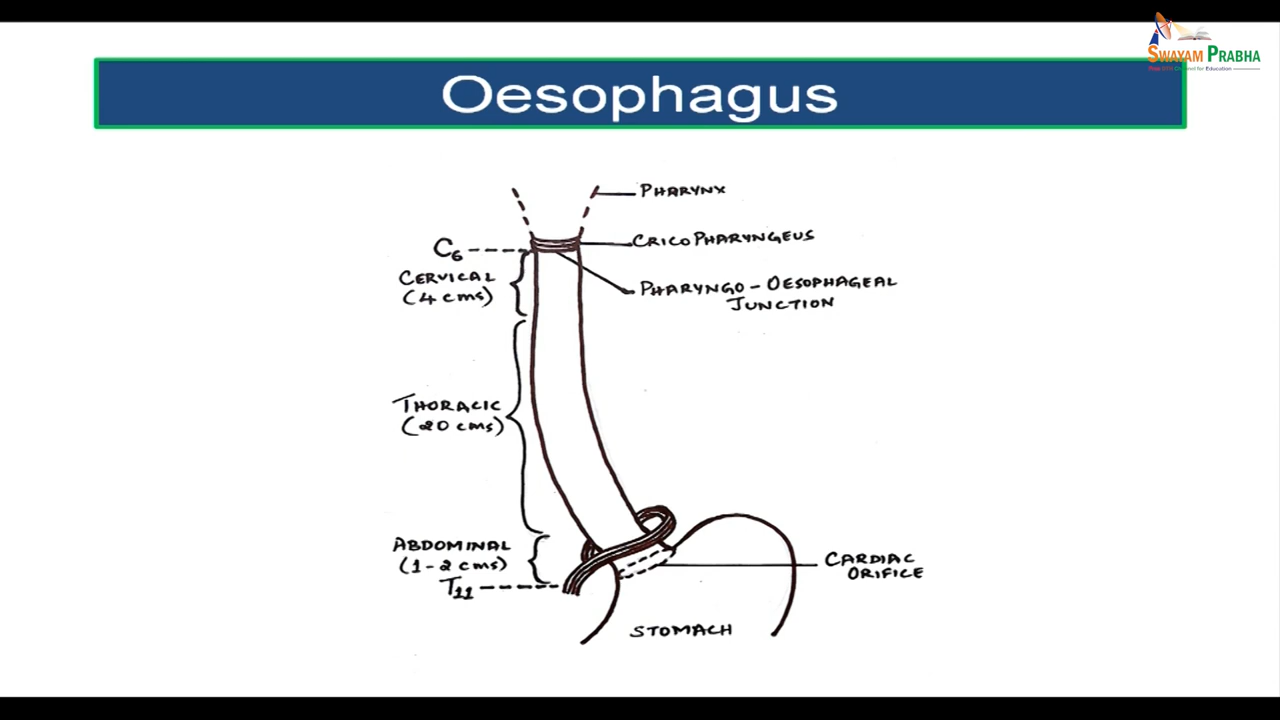 SWAYAM PRABHA
Oesophagus
PHARYNX
CRICOPHARYNGEUS
C6
CERVICAL
(4 cms)
PHARYNGO-OESOPHAGEAL
JUNCTION
THORACIC
(20 cms)
ABDOMINAL
(1-2 cms)
T11
CARDIAC
ORIFICE
STOMACH